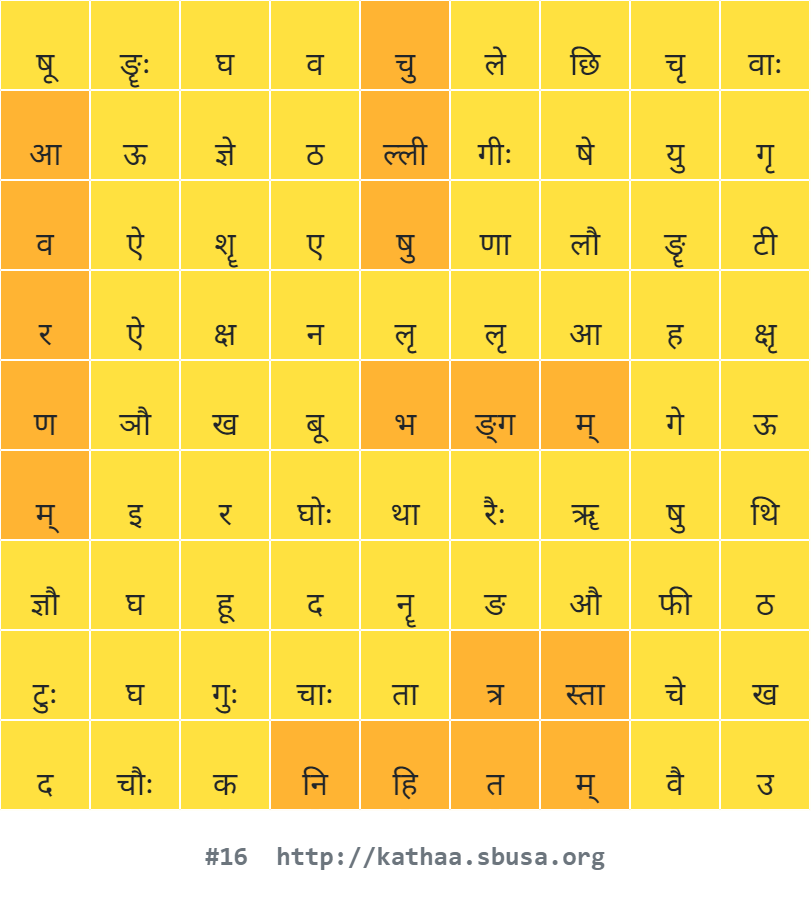 षू ङॄः घ व चु ले छि चृ वाः
आ ऊ ज्ञे ठ ल्ली गीः षे यु गृ
व ऐ शॄ ए षु णा लौ ङॄ टी
र ऐ क्ष न लृ लृ आ ह क्षृ
ण ञौ ख बू भ ङ्ग म् गे ऊ
म् इ र घोः था रैः ॠ षु थि
ज्ञौ घ हू द नॄ ङ औ फी ठ
टुः घ गुः चाः ता त्र स्ता चे ख
द चौः क नि हि त म् वै उ
#16 http://kathaa.sbusa.org